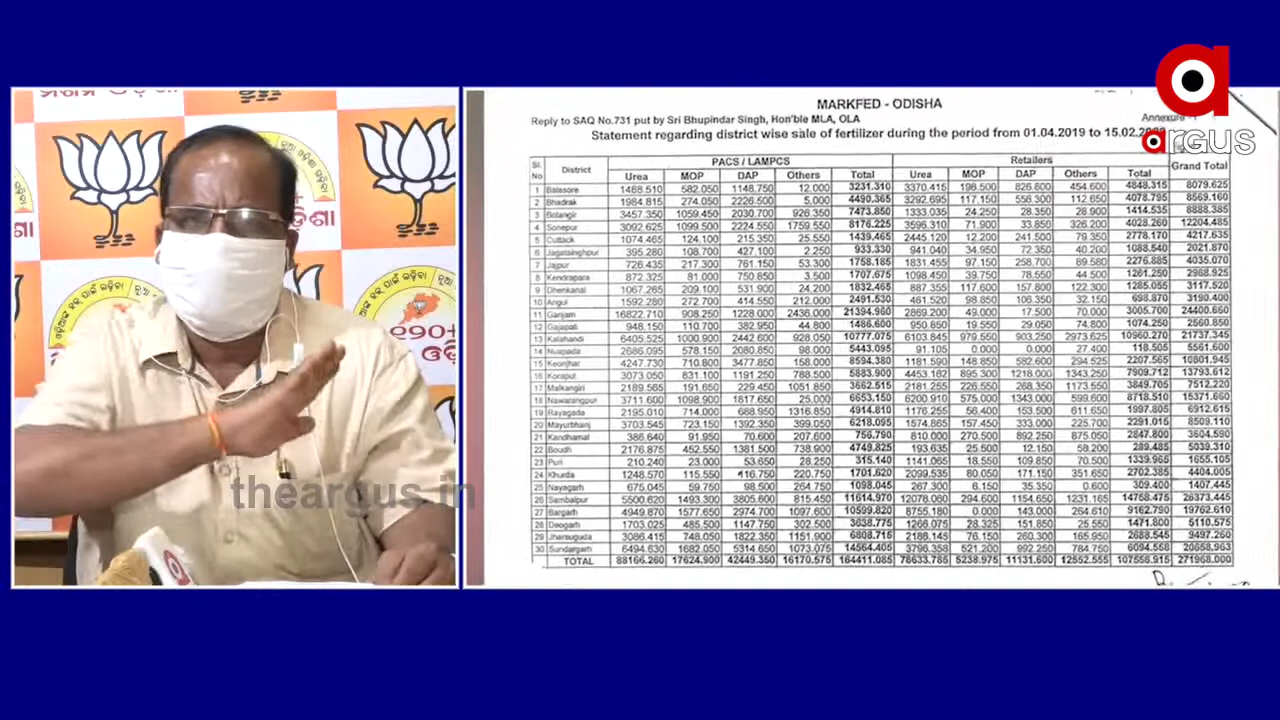 argus
theargus.in
ଓଡ଼ିଶା
୧୨୦+
MARKFED - ODISHA
Reply to SAQ No.731 put by Sri Bhupindar Singh, Hon'ble MLA, OLA
Statement regarding district wise sale of fertilizer during the period from 01.04.2019 to 15.02.
Sl. No District PACS / LAMPCS Retailers Grand Total
Urea MOP DAP Others Total Urea MOP DAP Others Total
1 Balasore 1488.510 582.050 1148.750 12.000 3231.310 3370.415 196.500 826.800 454.600 4848.315 8079.625
2 Bhadrak 1984.815 274.050 2226.500 5.000 4490.365 3292.695 117.150 556.300 112.650 4078.795 8569.160
3 Bolangir 3457.350 1059.450 2030.700 926.350 7473.850 1333.035 24.250 28.350 28.900 1414.535 8888.385
4 Sonepur 3092.625 1099.500 2224.550 1759.550 8176.225 3596.310 71.900 33.850 326.200 4028.260 12204.485
5 Cuttack 1074.465 124.100 215.350 25.550 1439.465 2445.120 12.200 241.500 79.350 2778.170 4217.635
6 Jagatsinghpur 395.280 108.700 427.100 2.250 933.330 941.040 34.950 72.350 40.200 1088.540 2021.870
7 Jajpur 726.435 217.300 761.150 53.300 1758.185 1831.455 97.150 258.700 89.580 2276.885 4035.070
8 Kendrapara 872.325 81.000 750.850 3.500 1707.675 1098.450 39.750 78.550 44.500 1261.250 2968.925
9 Dhenkanal 1067.265 209.100 531.900 24.200 1832.465 887.355 117.600 157.800 122.300 1285.055 3117.520
10 Angul 1592.280 272.700 414.550 212.000 2491.530 461.520 98.850 106.350 32.150 698.870 3190.400
11 Ganjam 16822.710 908.250 1228.000 2436.000 21394.960 2869.200 49.000 17.500 70.000 3005.700 24400.660
12 Gajapati 948.150 110.700 382.950 44.800 1486.600 950.850 19.550 29.050 74.800 1074.250 2560.850
13 Kalahandi 6405.525 1000.900 2442.600 928.050 10777.075 6103.845 979.550 903.250 2973.625 10960.270 21737.345
14 Nuapada 2686.095 578.150 2080.850 98.000 5443.095 91.105 0.000 0.000 27.400 118.505 5561.600
15 Keonjhar 4247.730 710.800 3477.850 158.000 8594.380 1181.590 148.850 582.600 294.525 2207.565 10801.945
16 Koraput 3073.050 831.100 1191.250 788.500 5883.900 4453.162 895.300 1218.000 1343.250 7909.712 13793.612
17 Malkangiri 2189.565 191.650 229.450 1051.850 3662.515 2181.255 226.550 268.350 1173.550 3849.705 7512.220
18 Nawarangpur 3711.600 1098.900 1817.650 25.000 6653.150 6200.910 575.000 1343.000 599.600 8718.510 15371.660
19 Rayagada 2195.010 714.000 688.950 1316.850 4914.810 1176.255 56.400 153.500 611.650 1997.805 6912.615
20 Mayurbhanj 3703.545 723.150 1392.350 399.050 6218.095 1574.865 157.450 333.000 225.700 2291.015 8509.110
21 Kandhamal 386.640 91.950 70.600 207.600 756.790 810.000 270.500 892.250 875.050 2847.800 3604.590
22 Boudh 2176.875 452.550 1381.500 738.900 4749.825 193.635 25.500 12.150 58.200 289.485 5039.310
23 Puri 210.240 23.000 53.650 28.250 315.140 1141.065 18.550 109.850 70.500 1339.965 1655.105
24 Khurda 1248.570 115.550 416.750 220.750 1701.620 2099.535 80.050 171.150 351.650 2702.385 4404.005
25 Nayagarh 675.045 59.750 98.500 264.750 1098.045 267.300 6.150 35.350 0.600 309.400 1407.445
26 Sambalpur 5500.620 1493.300 3805.600 815.450 11614.970 12078.060 294.500 1154.650 1231.165 14758.475 26373.445
27 Bargarh 4949.870 1577.650 2974.700 1097.600 10599.820 8755.180 0.000 143.000 264.610 9162.790 19762.610
28 Deogarh 1703.025 485.500 1147.750 302.500 3638.775 1266.075 28.325 151.850 25.550 1471.800 5110.575
29 Jharsuguda 3086.415 748.050 1822.350 1151.900 6808.715 2186.145 76.150 260.300 165.950 2688.545 9497.260
30 Sundargarh 6494.630 1682.050 5314.650 1073.075 14564.405 3796.358 521.200 992.250 784.750 6094.558 20658.963
TOTAL 88166.260 17624.900 42449.350 16170.575 164411.085 78633.785 5238.975 11131.600 12552.555 107556.915 271968.000